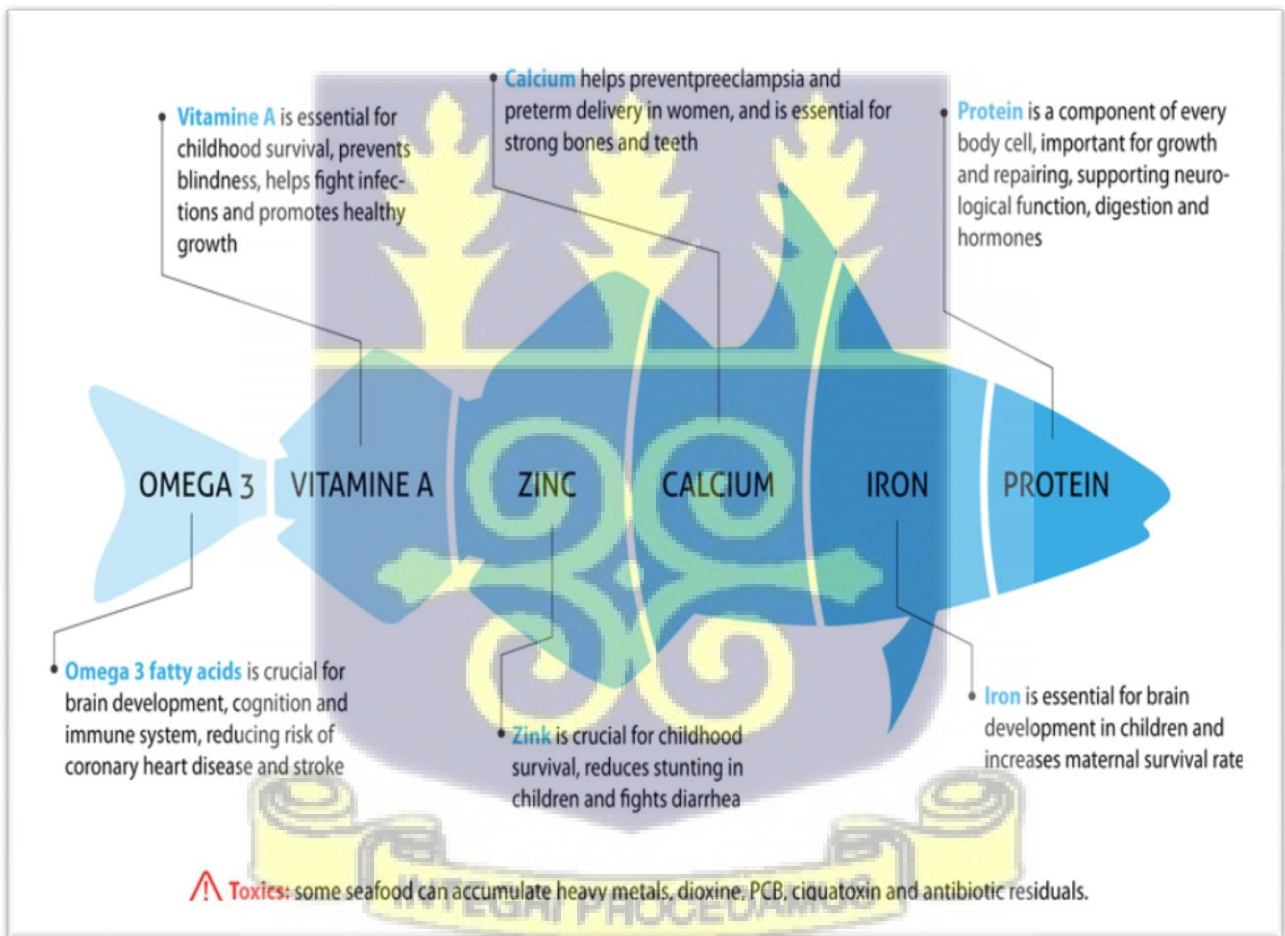 Calcium helps preventpreeclampsia and
preterm delivery in women, and is essential for
strong bones and teeth
Vitamine A is essential for
childhood survival, prevents
blindness, helps fight infec-
tions and promotes healthy
growth
Protein is a component of every
body cell, important for growth
and repairing, supporting neuro-
logical function, digestion and
hormones
OMEGA 3 VITAMINE A ZINC CALCIUM IRON PROTEIN
Omega 3 fatty acids is crucial for
brain development, cognition and
immune system, reducing risk of
coronary heart disease and stroke
Zink is crucial for childhood
survival, reduces stunting in
children and fights diarrhea
Iron is essential for brain
development in children and
increases maternal survival rate
Toxics: some seafood can accumulate heavy metals, dioxine, PCB, ciquatoxin and antibiotic residuals.
INTEGRI PROCEDAMUS